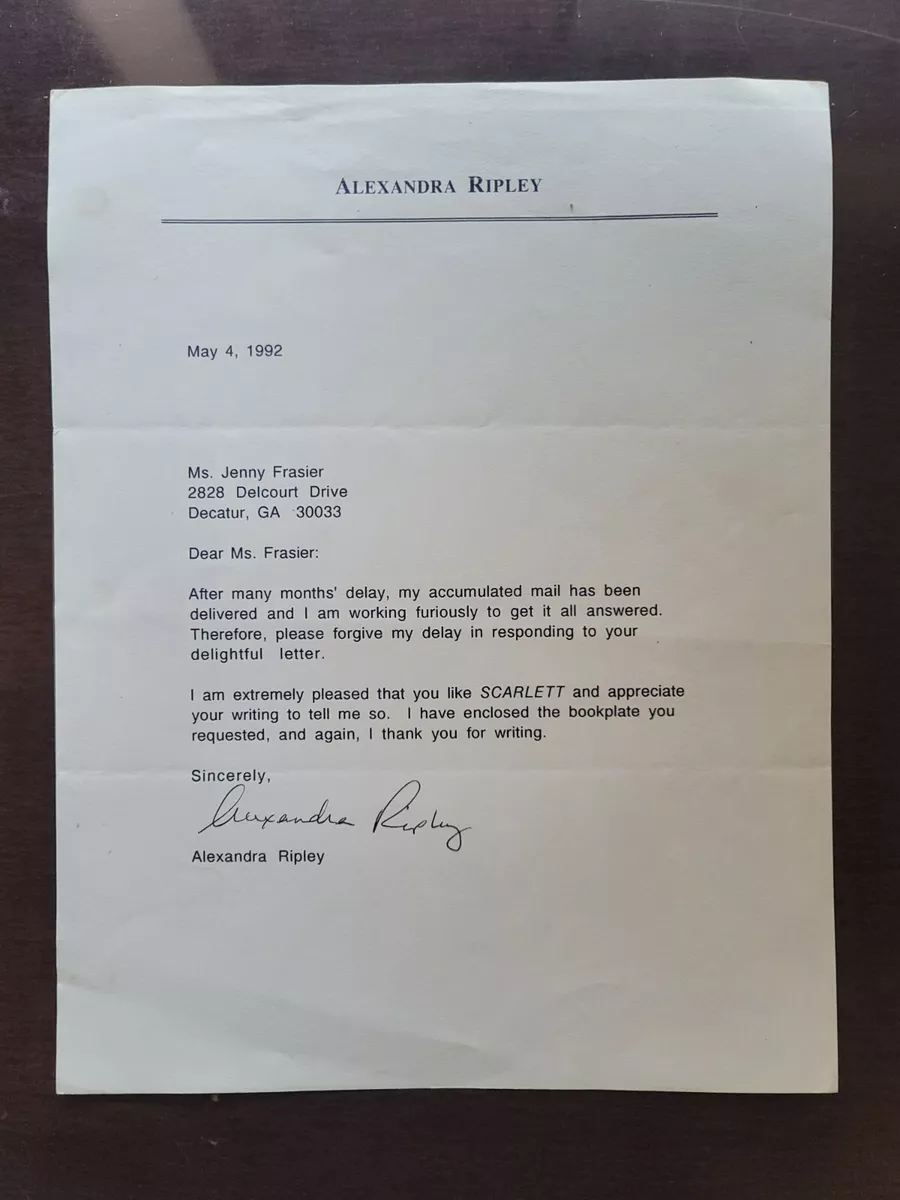 ALEXANDRA RIPLEY
May 4, 1992
Ms. Jenny Frasier
2828 Delcourt Drive
Decatur, GA 30033
Dear Ms. Frasier:
After many months' delay, my accumulated mail has been
delivered and I am working furiously to get it all answered.
Therefore, please forgive my delay in responding to your
delightful letter.
I am extremely pleased that you like SCARLETT and appreciate
your writing to tell me so. I have enclosed the bookplate you
requested, and again, I thank you for writing.
Sincerely,
Alexandra Ripley
Alexandra Ripley